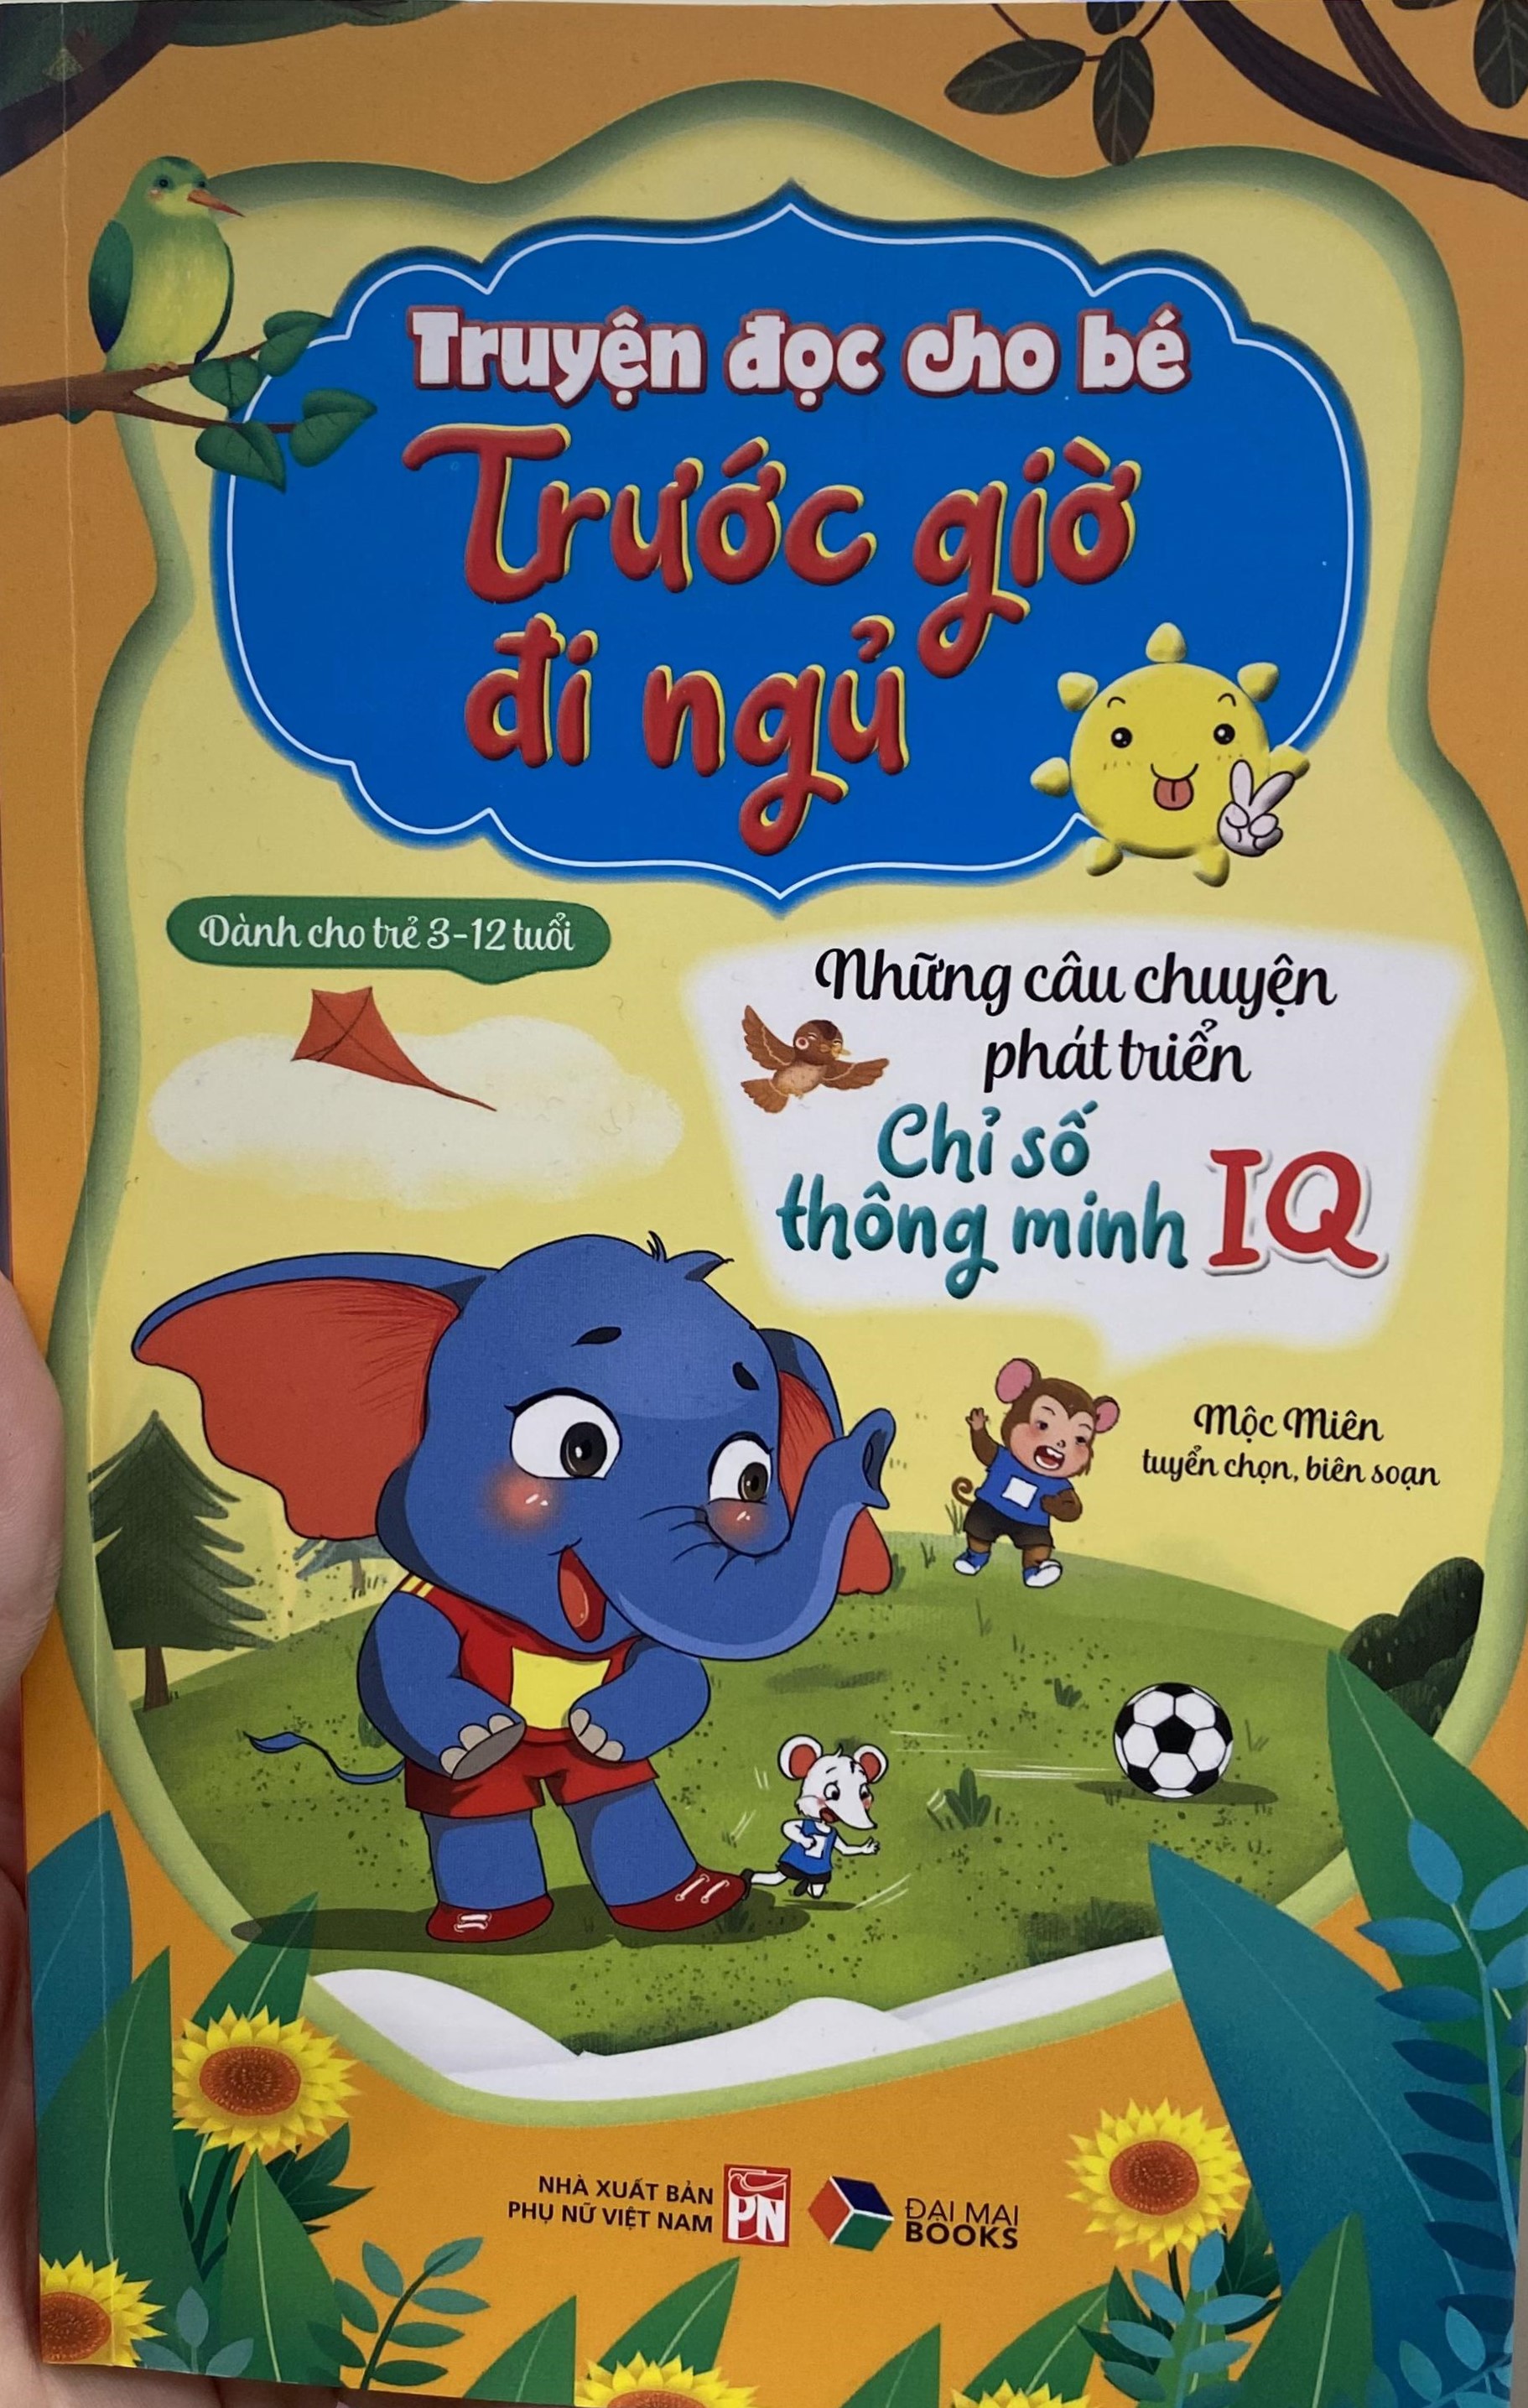 Truyện đọc cho bé
Trước giờ
đi ngủ
Dành cho trẻ 3-12 tuổi
Những câu chuyện
phát triển
Chỉ số
thông minh IQ
Mộc Miên
tuyển chọn, biên soạn
NHÀ XUẤT BẢN
PHỤ NỮ VIỆT NAM
PN
ĐẠI MAI
BOOKS